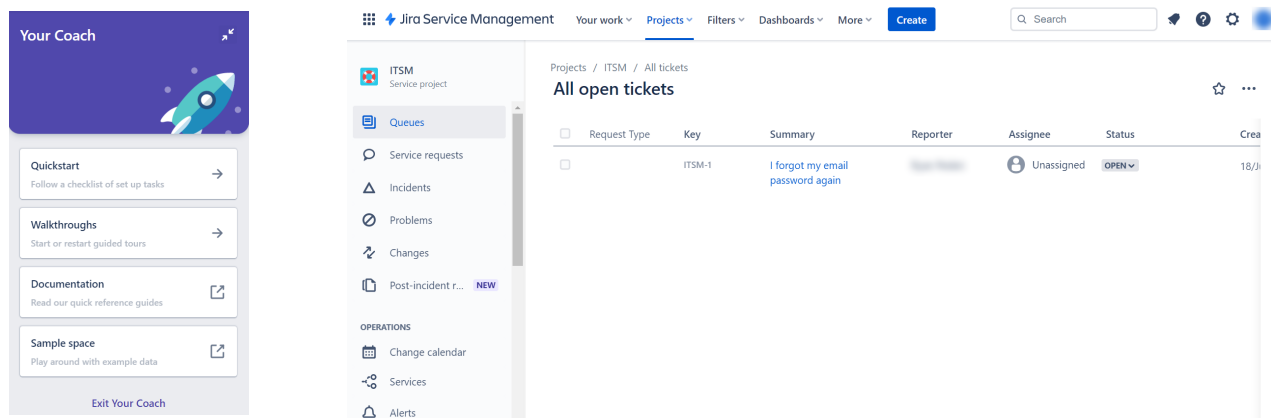 Your Coach
Quickstart
Follow a checklist of set up tasks
Walkthroughs
Start or restart guided tours
Documentation
Read our quick reference guides
Sample space
Play around with example data
Exit Your Coach
Jira Service Management Your work Projects Filters Dashboards More Create Search
ITSM
Service project
Queues
Service requests
Incidents
Problems
Changes
Post-incident r... NEW
OPERATIONS
Change calendar
Services
Alerts
Projects / ITSM / All tickets
All open tickets
Request Type Key Summary Reporter Assignee Status Crea
ITSM-1 I forgot my email Unassigned OPEN 18/J
password again